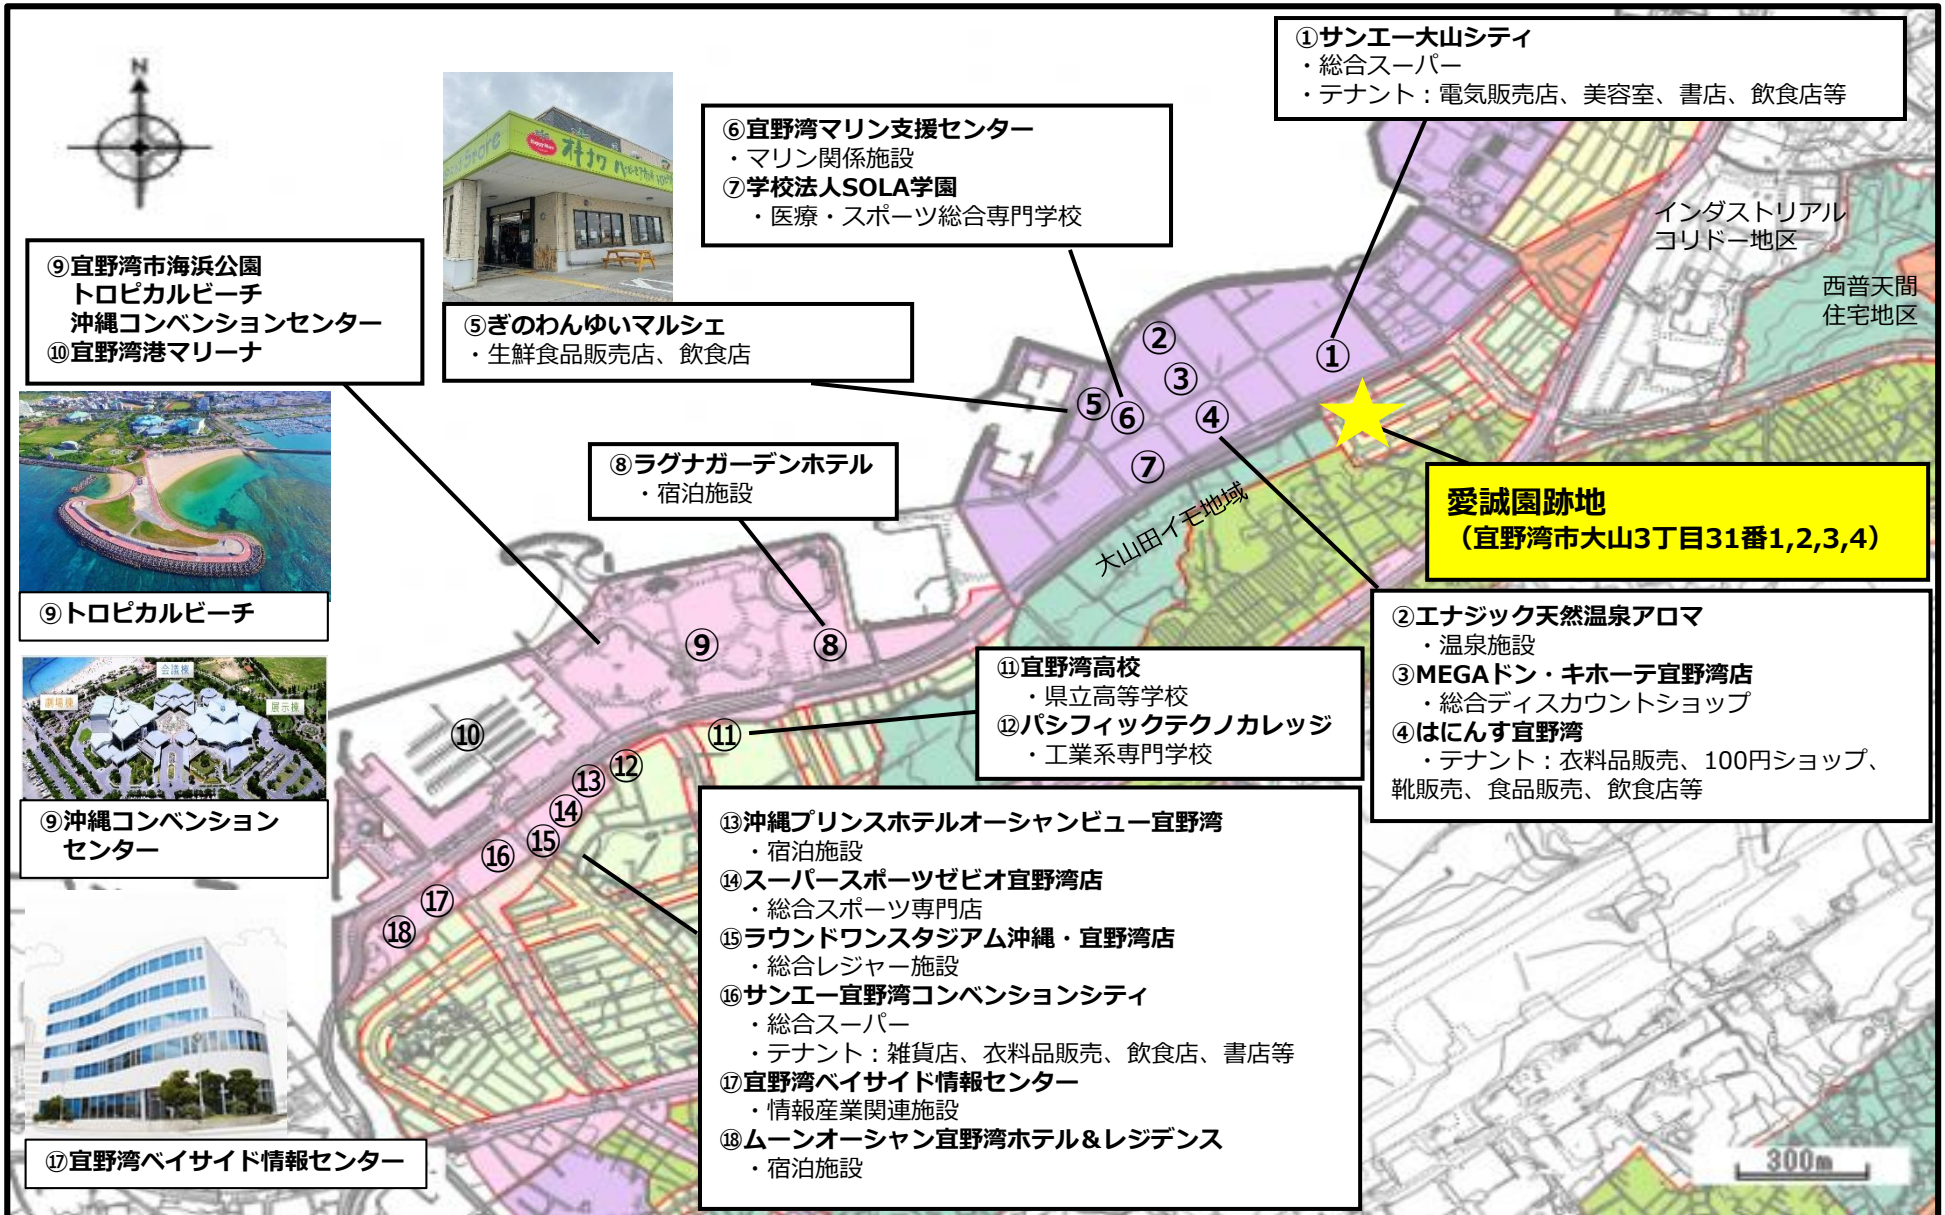 N
①サンエー大山シティ
・総合スーパー
・テナント：電気販売店、美容室、書店、飲食店等
⑥宜野湾マリン支援センター
・マリン関係施設
⑦学校法人SOLA学園
・医療・スポーツ総合専門学校
インダストリアル
コリドー地区
西普天間
住宅地区
⑨宜野湾市海浜公園
トロピカルビーチ
沖縄コンベンションセンター
⑩宜野湾港マリーナ
⑤ぎのわんゆいマルシェ
・生鮮食品販売店、飲食店
②
③
①
⑤
⑥
④
⑦
⑧ラグナガーデンホテル
・宿泊施設
大山田イモ地域
愛誠園跡地
（宜野湾市大山3丁目31番1,2,3,4）
⑨トロピカルビーチ
②エナジック天然温泉アロマ
・温泉施設
③MEGAドン・キホーテ宜野湾店
・総合ディスカウントショップ
④はにんす宜野湾
・テナント：衣料品販売、100円ショップ、
靴販売、食品販売、飲食店等
⑨
⑧
⑪宜野湾高校
・県立高等学校
⑫パシフィックテクノカレッジ
・工業系専門学校
会議棟
劇場棟
展示棟
⑨沖縄コンベンション
センター
⑩
⑪
⑫
⑬
⑭
⑮
⑯
⑰
⑱
⑬沖縄プリンスホテルオーシャンビュー宜野湾
・宿泊施設
⑭スーパースポーツゼビオ宜野湾店
・総合スポーツ専門店
⑮ラウンドワンスタジアム沖縄・宜野湾店
・総合レジャー施設
⑯サンエー宜野湾コンベンションシティ
・総合スーパー
・テナント：雑貨店、衣料品販売、飲食店、書店等
⑰宜野湾ベイサイド情報センター
・情報産業関連施設
⑱ムーンオーシャン宜野湾ホテル＆レジデンス
・宿泊施設
⑰宜野湾ベイサイド情報センター
300m